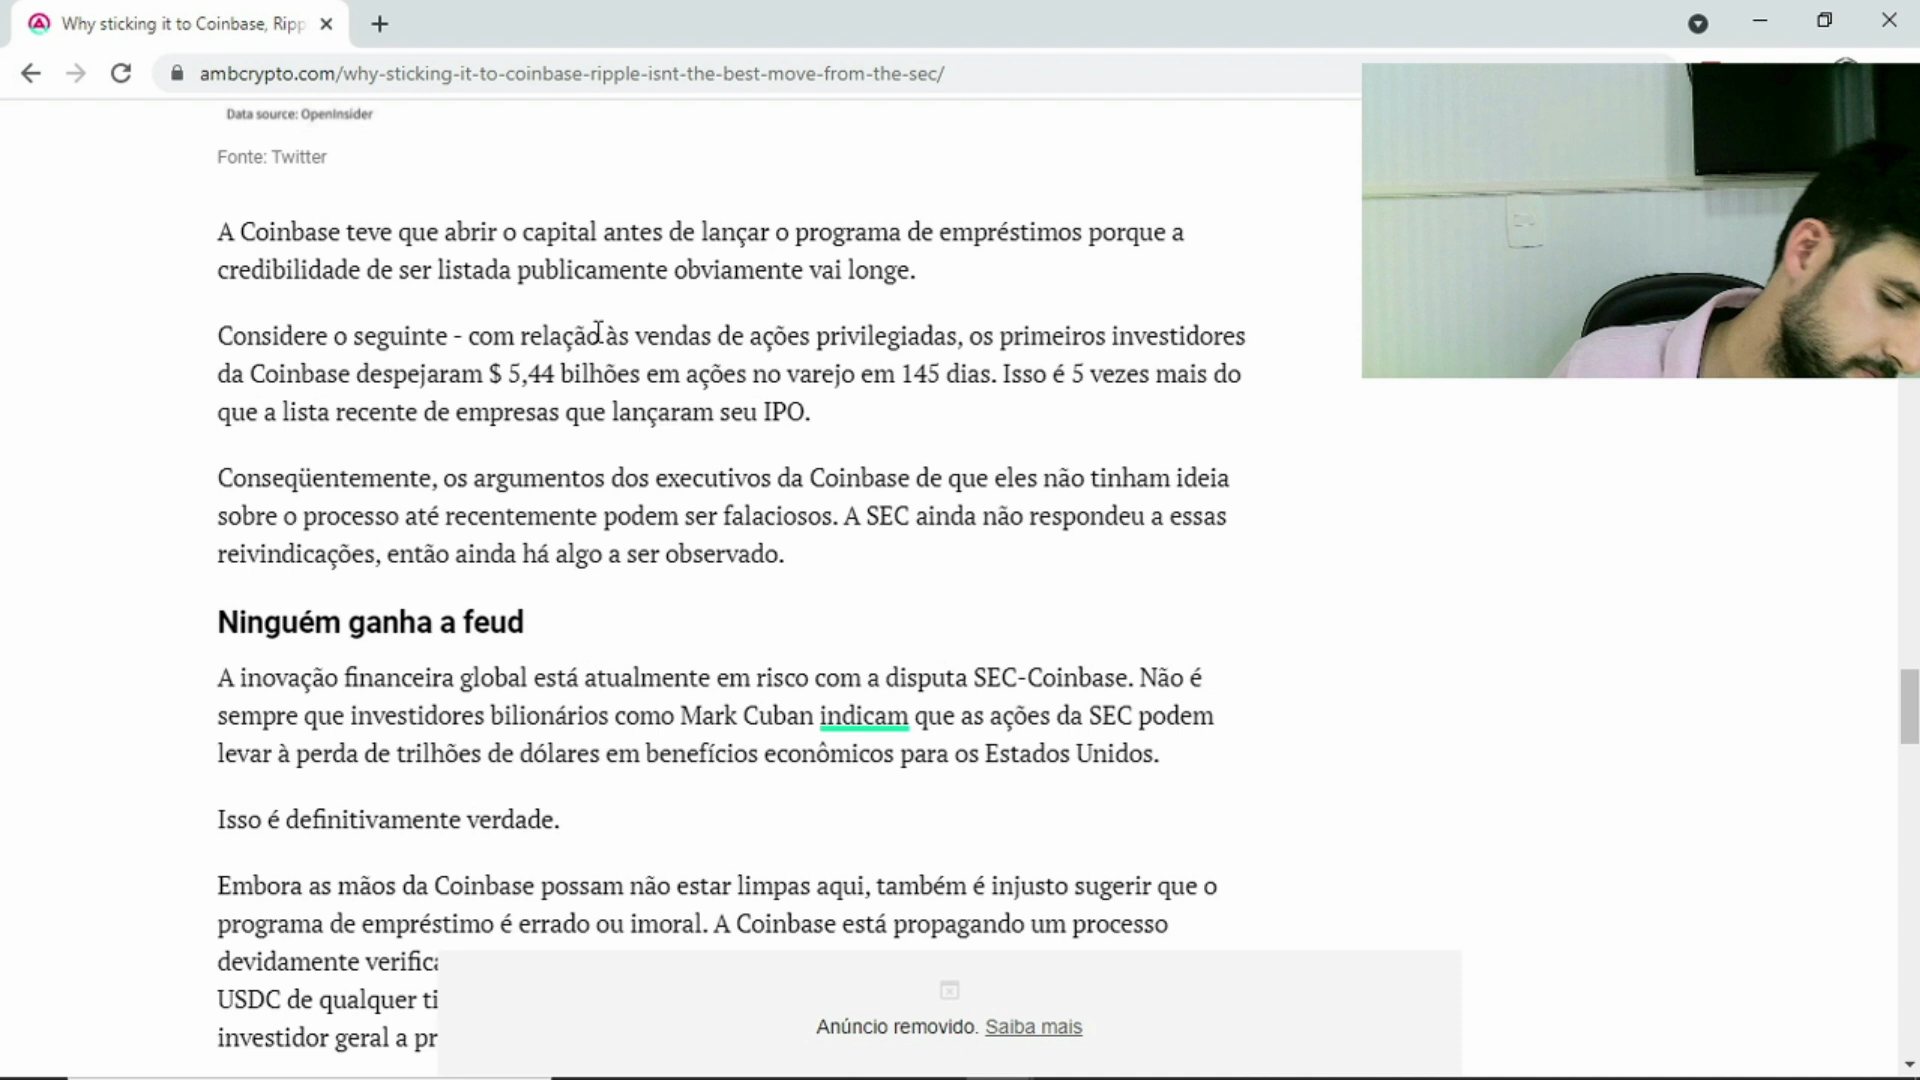 Why sticking it to Coinbase, Ripp
ambcrypto.com/why-sticking-it-to-coinbase-ripple-isnt-the-best-move-from-the-sec/
Data source: OpenInsider
Fonte: Twitter
A Coinbase teve que abrir o capital antes de lançar o programa de empréstimos porque a
credibilidade de ser listada publicamente obviamente vai longe.
Considere o seguinte - com relação às vendas de ações privilegiadas, os primeiros investidores
da Coinbase despejaram $ 5,44 bilhões em ações no varejo em 145 dias. Isso é 5 vezes mais do
que a lista recente de empresas que lançaram seu IPO.
Conseqüentemente, os argumentos dos executivos da Coinbase de que eles não tinham ideia
sobre o processo até recentemente podem ser falaciosos. A SEC ainda não respondeu a essas
reivindicações, então ainda há algo a ser observado.
Ninguém ganha a feud
A inovação financeira global está atualmente em risco com a disputa SEC-Coinbase. Não é
sempre que investidores bilionários como Mark Cuban indicam que as ações da SEC podem
levar à perda de trilhões de dólares em benefícios econômicos para os Estados Unidos.
Isso é definitivamente verdade.
Embora as mãos da Coinbase possam não estar limpas aqui, também é injusto sugerir que o
programa de empréstimo é errado ou imoral. A Coinbase está propagando um processo
devidamente verifica
USDC de qualquer ti
investidor geral a pr
Anúncio removido. Saiba mais